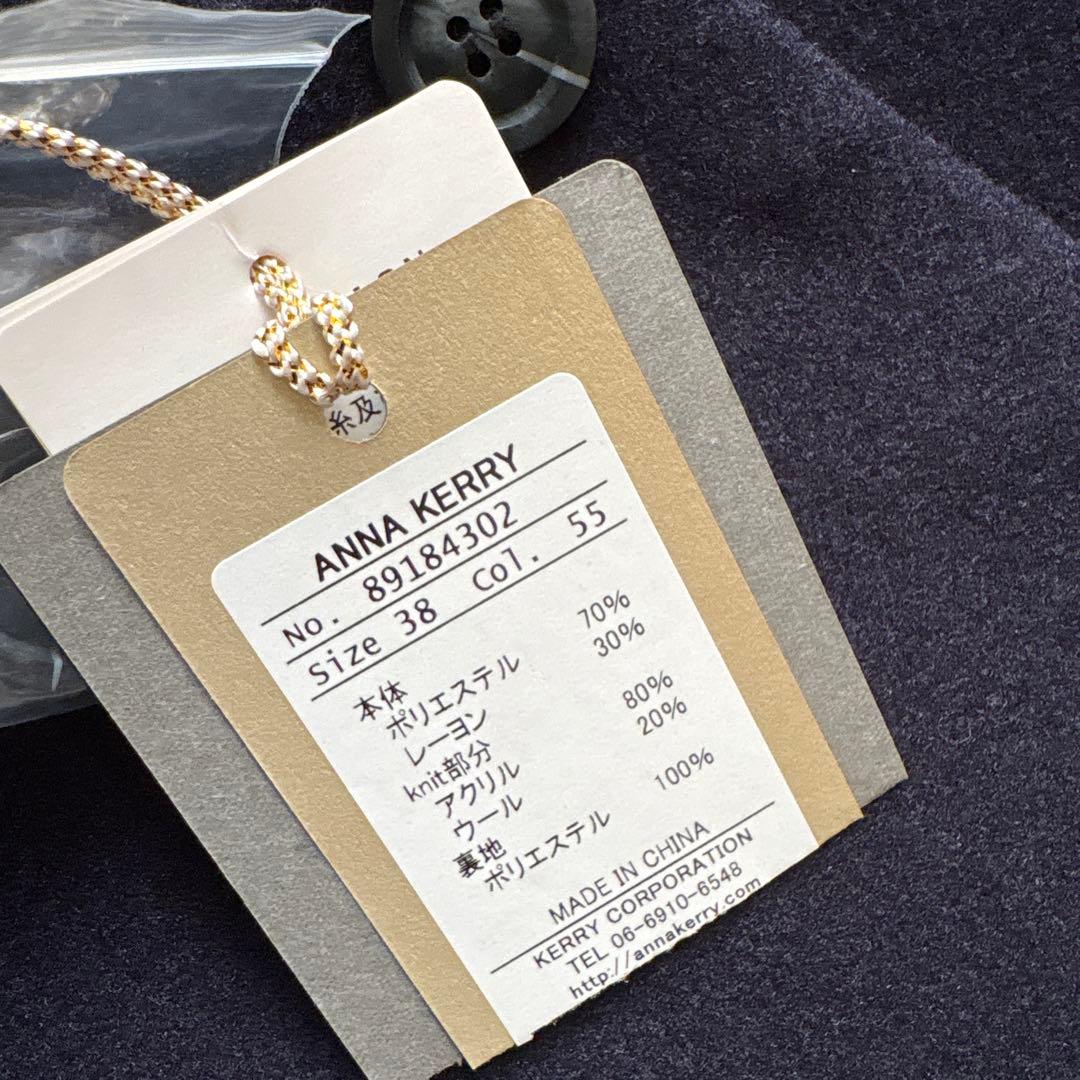 ANNA KERRY
No. 89184302
Size 38 Col. 55
本体
ポリエステル 70%
レーヨン 30%
knit部分
アクリル 80%
ウール 20%
裏地
ポリエステル 100%
MADE IN CHINA
KERRY CORPORATION
TEL 06-6910-6548
http://annakerry.com